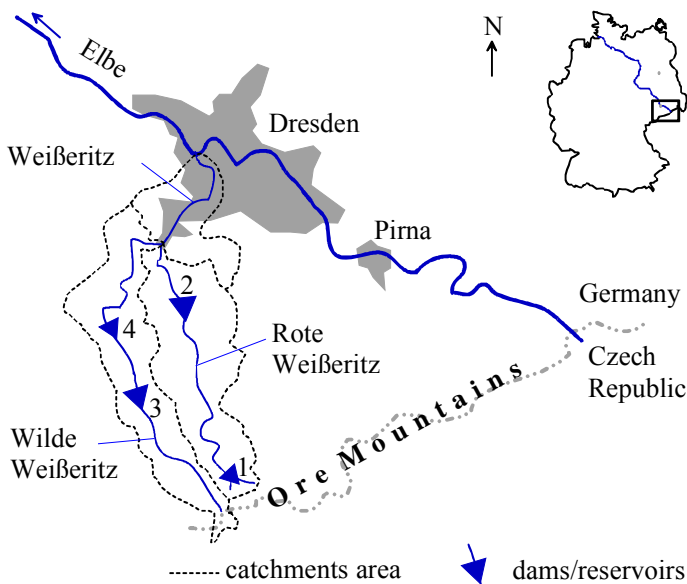 N
Elbe
Dresden
Weißeritz
Pirna
2
Germany
4
Rote
Weißeritz
Czech
Republic
3
Wilde
Weißeritz
1
Ore Mountains
catchments area
dams/reservoirs